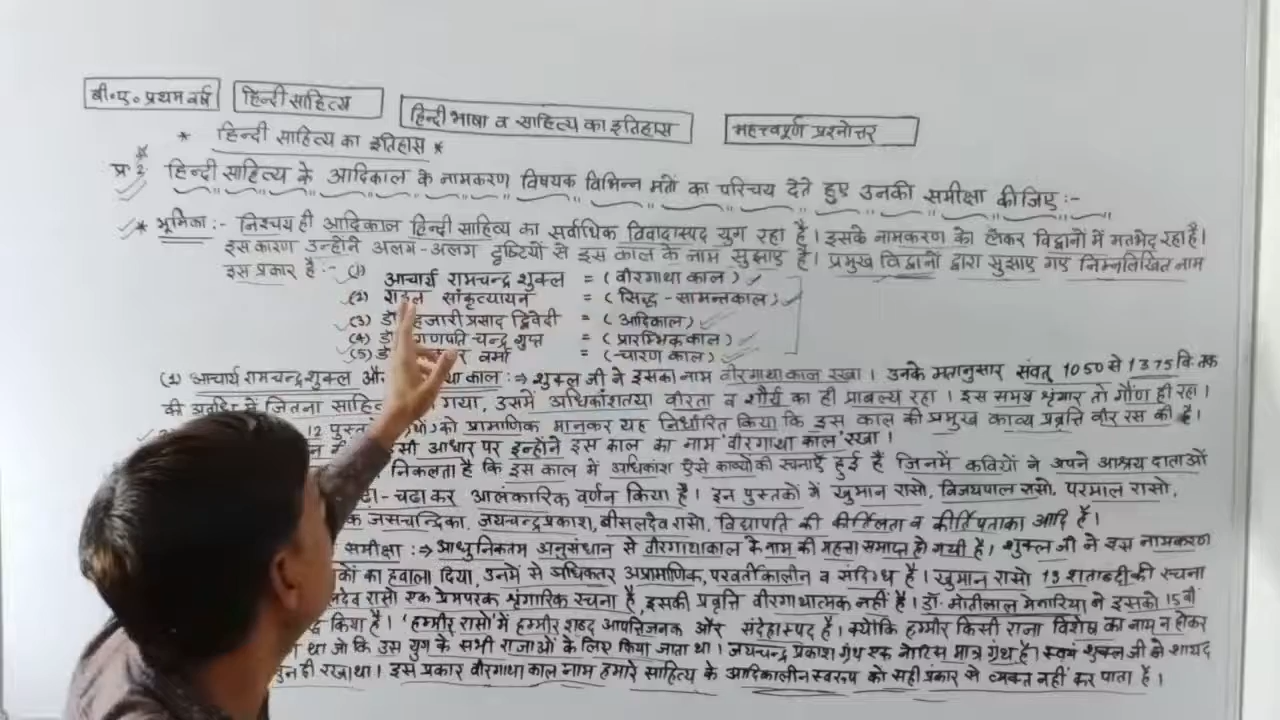 बी०ए० प्रथम वर्ष
हिन्दी साहित्य
हिन्दी भाषा व साहित्य का इतिहास
महत्त्वपूर्ण प्रश्नोत्तर
* हिन्दी साहित्य का इतिहास *
प्र 2 हिन्दी साहित्य के आदिकाल के नामकरण विषयक विभिन्न मतों का परिचय देते हुए उनकी समीक्षा कीजिए :-
* भूमिका :- निश्चय ही आदिकाल हिन्दी साहित्य का सर्वाधिक विवादास्पद युग रहा है। इसके नामकरण को लेकर विद्वानों में मतभेद रहा है।
इस कारण उन्होंने अलग-अलग दृष्टियों से इस काल के नाम सुझाए हैं। प्रमुख विद्वानों द्वारा सुझाए गए निम्नलिखित नाम
इस प्रकार हैं :- (1) आचार्य रामचन्द्र शुक्ल = (वीरगाथा काल)
(2) राहुल सांकृत्यायन = (सिद्ध-सामन्तकाल)
(3) डॉ हजारी प्रसाद द्विवेदी = (आदिकाल)
(4) डॉ गणपति चन्द्र गुप्त = (प्रारम्भिक काल)
(5) वर्मा = (चारण काल)
(1) आचार्य रामचन्द्र शुक्ल और काल :⇒ शुक्ल जी ने इसका नाम वीरगाथा काल रखा। उनके मतानुसार संवत् 1050 से 1375 वि. तक
की अवधि में जितना गया, उसमें अधिकांशतया वीरता व शौर्य का ही प्राबल्य रहा। इस समय श्रृंगार तो गौण ही रहा।
12 को प्रामाणिक मानकर यह निर्धारित किया कि इस काल की प्रमुख काव्य प्रवृत्ति वीर रस की है।
आधार पर इन्होंने इस काल का नाम 'वीरगाथा काल' रखा।
निकलता है कि इस काल में अधिकांश ऐसे काव्यों की रचनाएँ हुई हैं जिनमें कवियों ने अपने आश्रय दाताओं
चढ़ाकर आलंकारिक वर्णन किया है। इन पुस्तकों में खुमान रासो, विजयपाल रासो, परमाल रासो,
जसचन्द्रिका, जयचन्द्रप्रकाश, बीसलदेव रासो, विद्यापति की कीर्तिलता व कीर्तिपताका आदि हैं।
समीक्षा :⇒ आधुनिकतम अनुसंधान से वीरगाथाकाल के नाम की महत्ता समाप्त हो गयी है। शुक्ल जी ने इस नामकरण
का हवाला दिया, उनमें से अधिकतर अप्रामाणिक, परवर्तीकालीन व संदिग्ध हैं। खुमान रासो 19 शताब्दी की रचना
रासो एक प्रेमपरक श्रृंगारिक रचना है, इसकी प्रवृत्ति वीरगाथात्मक नहीं है। डॉ. मोतीलाल मेनारिया ने इसको 15 वीं
किया है। 'हम्मीर रासो' में हम्मीर शब्द आपत्तिजनक और संदेहास्पद है। क्योंकि हम्मीर किसी राजा विशेष का नाम न होकर
था जो कि उस युग के सभी राजाओं के लिए किया जाता था। जयचन्द्र प्रकाश ग्रंथ एक नोटिस मात्र ग्रंथ है। स्वयं शुक्ल जी ने शायद
ही रखा था। इस प्रकार वीरगाथा काल नाम हमारे साहित्य के आदिकालीन स्वरूप को सही प्रकार से व्यक्त नहीं कर पाता है।